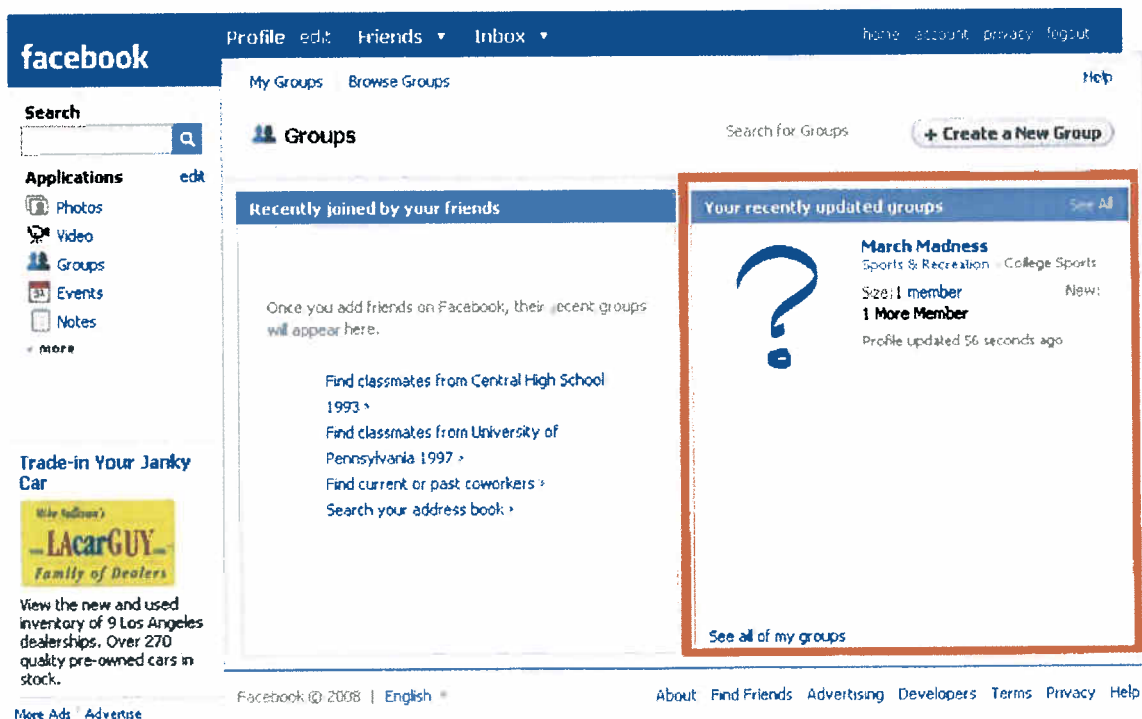 facebook
Profile edit Friends Inbox
home account privacy logout
My Groups Browse Groups
Help
Search
Groups
Search for Groups
+ Create a New Group
Applications edit
Photos
Video
Groups
Events
31
Notes
more
Recently joined by your friends
Once you add friends on Facebook, their recent groups
will appear here.
Find classmates from Central High School
1993 ›
Find classmates from University of
Pennsylvania 1997 ›
Find current or past coworkers ›
Search your address book ›
Your recently updated groups See All
?
March Madness
Sports & Recreation - College Sports
Size: 1 member New:
1 More Member
Profile updated 56 seconds ago
See all of my groups
Trade-in Your Janky
Car
Mike Sullivan's
LAcarGUY
Family of Dealers
View the new and used
inventory of 9 Los Angeles
dealerships. Over 270
quality pre-owned cars in
stock.
More Ads Advertise
Facebook © 2008 | English
About Find Friends Advertising Developers Terms Privacy Help